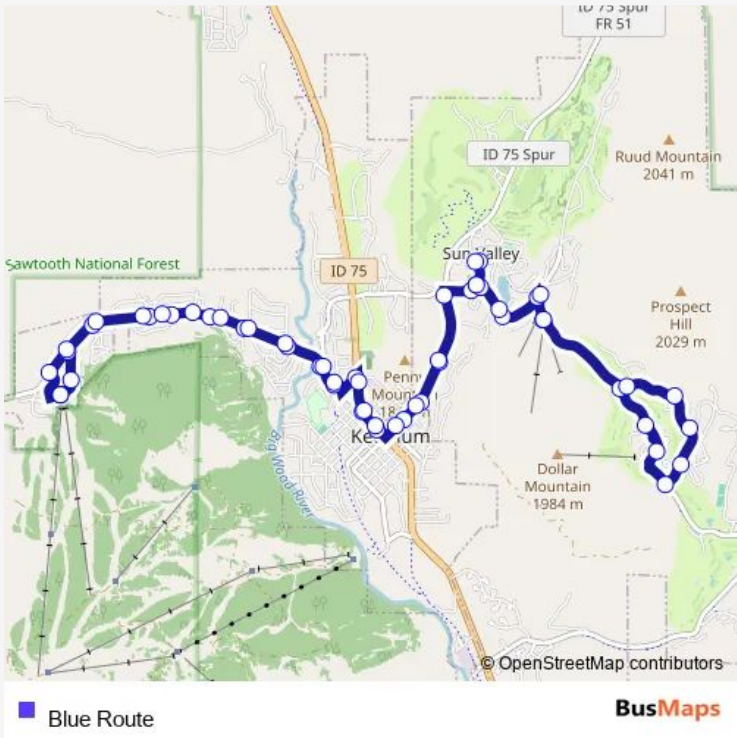 ID 75 Spur
FR 51
ID 75 Spur
Ruud Mountain
2041 m
Sun Valley
Sawtooth National Forest
ID 75
Prospect
Hill
2029 m
Big Wood River
Dollar
Mountain
1984 m
© OpenStreetMap contributors
Blue Route
BusMaps